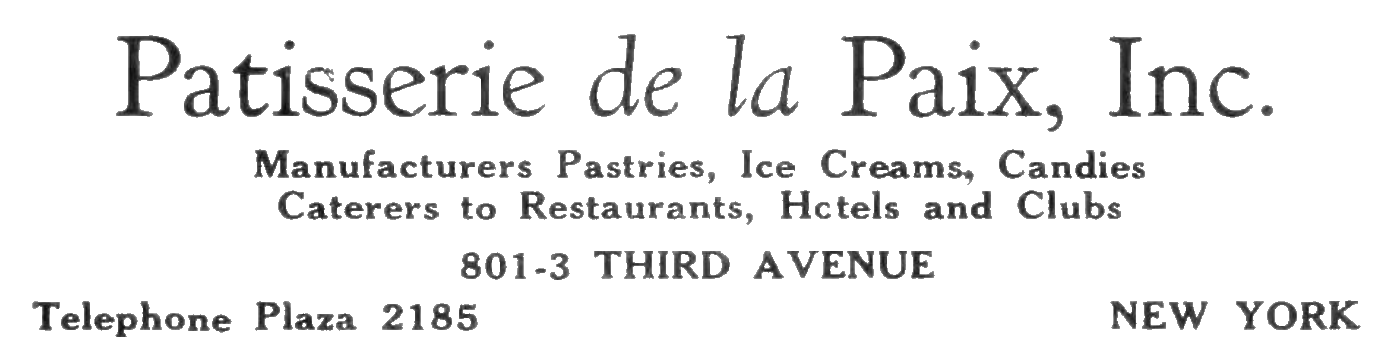 Patisserie de la Paix, Inc.
Manufacturers Pastries, Ice Creams, Candies
Caterers to Restaurants, Hctels and Clubs
801-3 THIRD AVENUE
Telephone Plaza 2185 NEW YORK